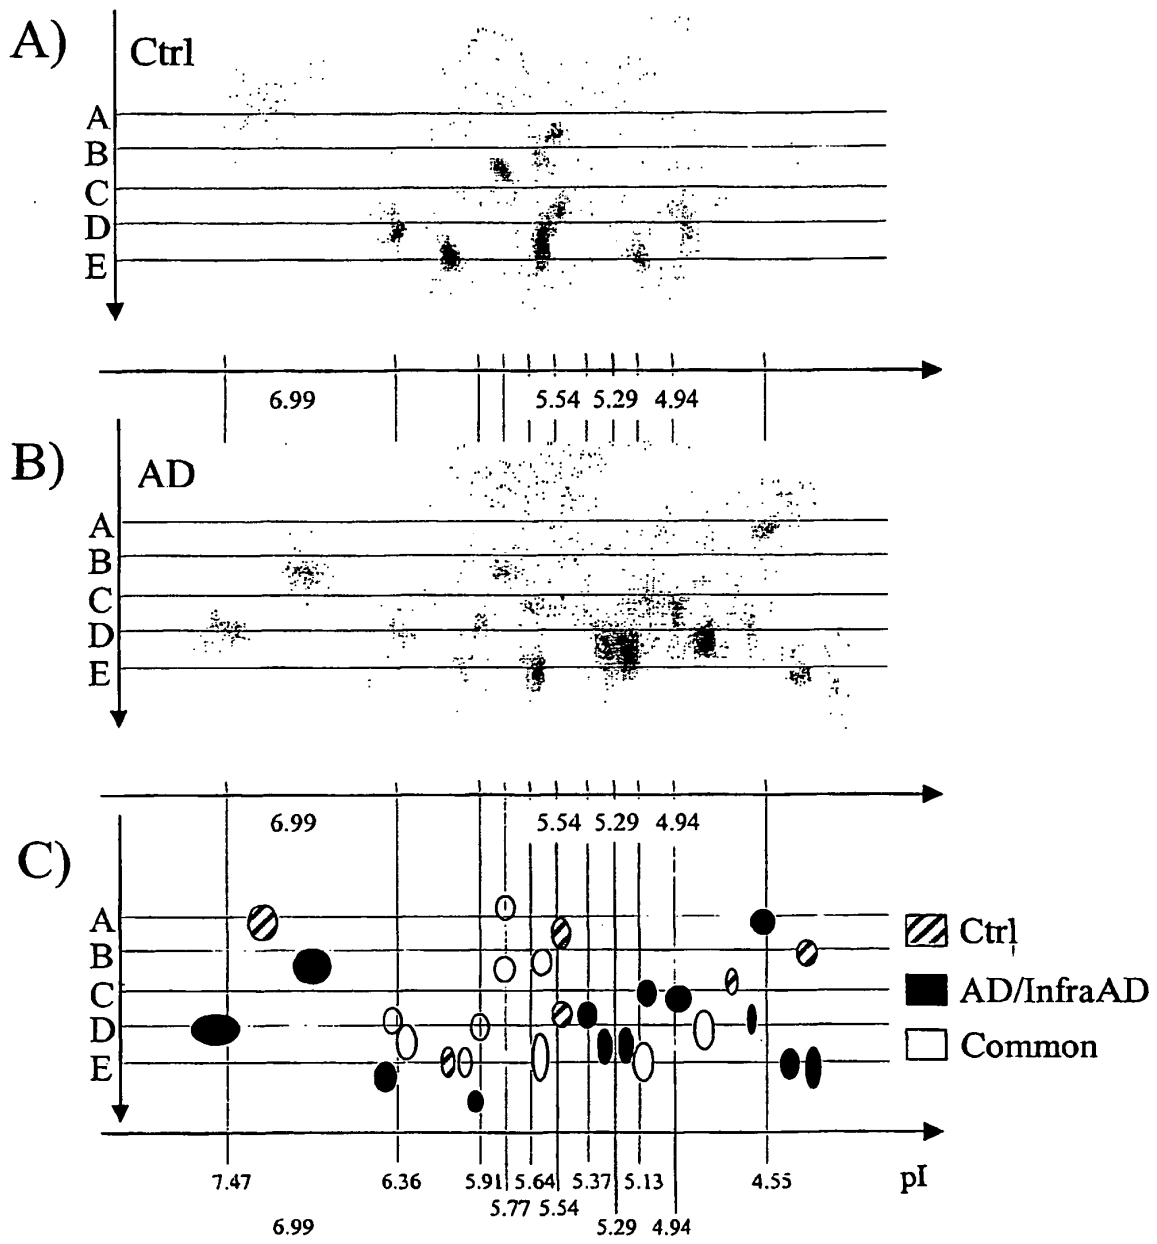 A)
Ctrl
A
B
C
D
E
6.99 5.54 5.29 4.94
B)
AD
A
B
C
D
E
6.99 5.54 5.29 4.94
C)
A
B
C
D
E
Ctrl
AD/InfraAD
Common
7.47 6.36 5.91 5.64 5.37 5.13 4.55 pI
5.77 5.54
6.99 5.29 4.94